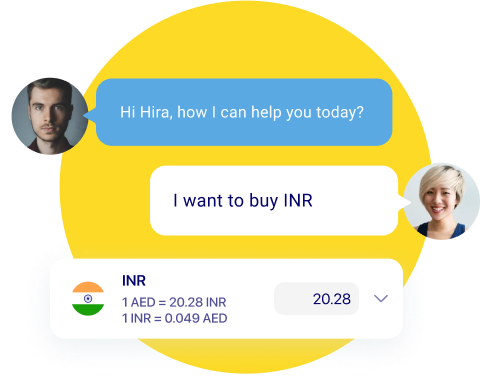 Hi Hira, how I can help you today?
I want to buy INR
INR
1 AED = 20.28 INR
1 INR = 0.049 AED
20.28